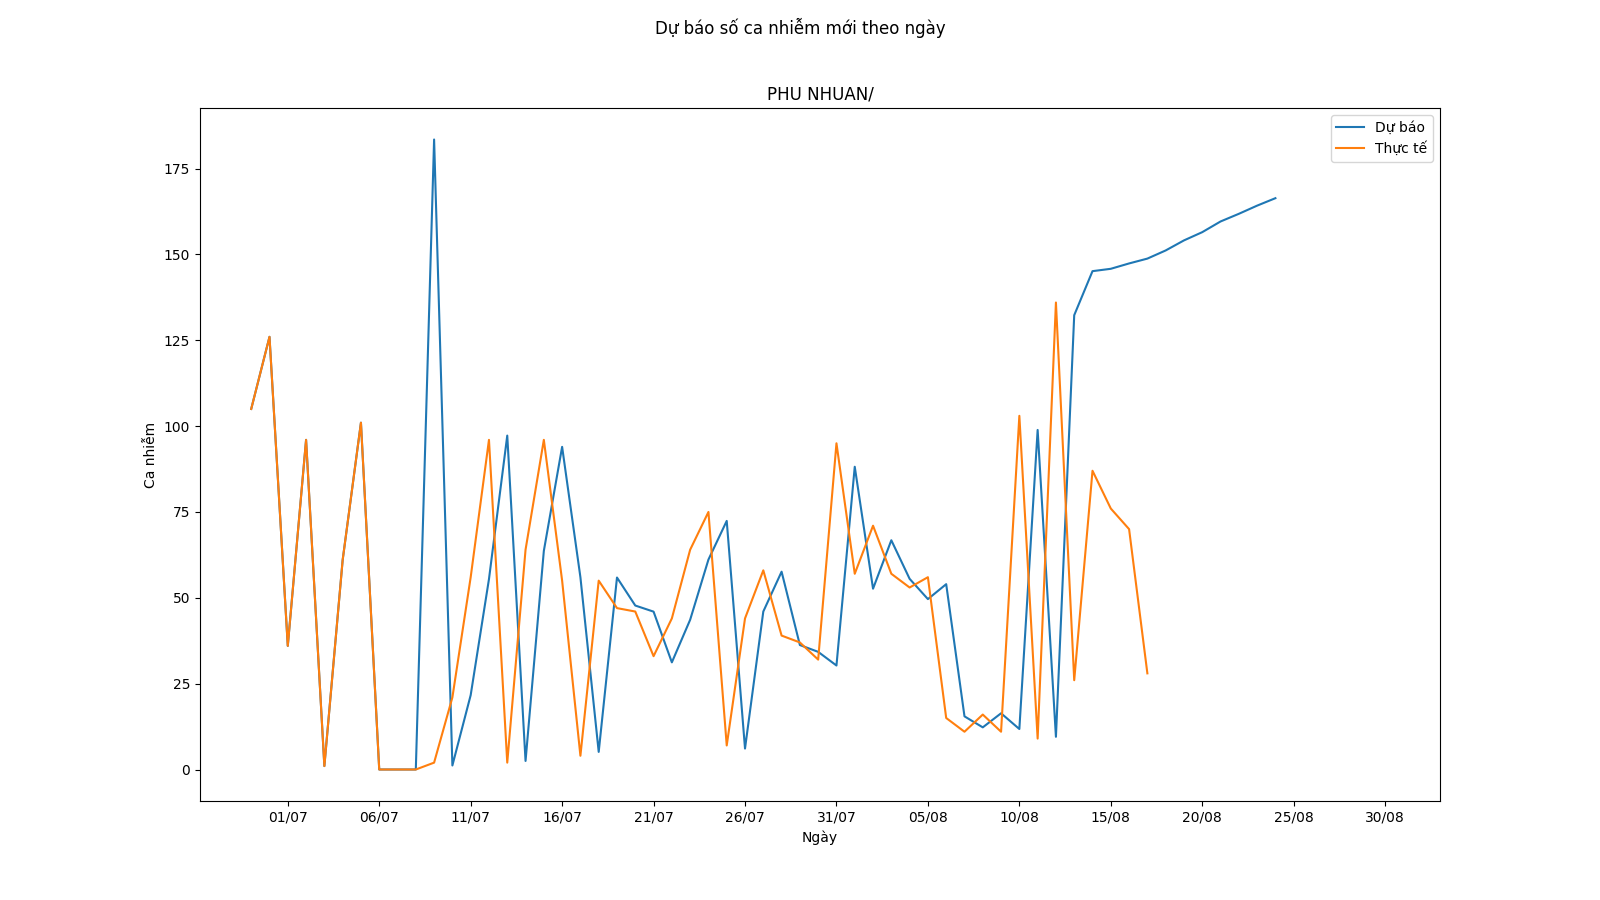 Dự báo số ca nhiễm mới theo ngày
PHU NHUAN/
Dự báo
Thực tế
175
150
125
100
75
50
25
0
Ca nhiễm
01/07 06/07 11/07 16/07 21/07 26/07 31/07 05/08 10/08 15/08 20/08 25/08 30/08
Ngày